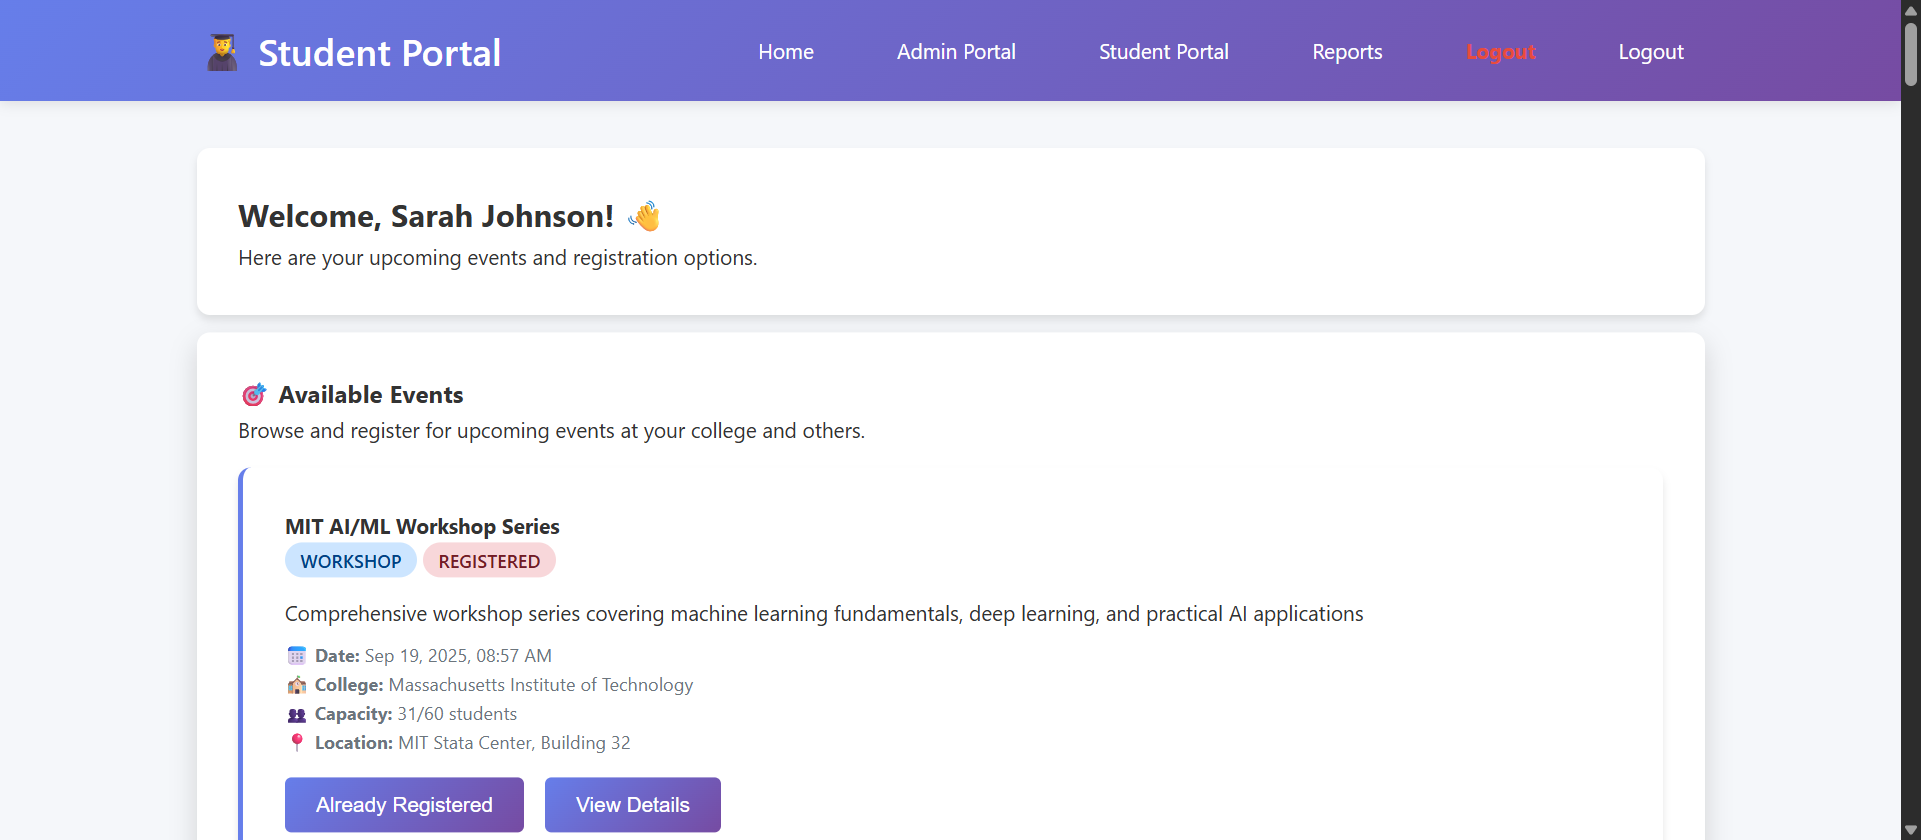 Student Portal
Home
Admin Portal
Student Portal
Reports
Logout
Logout
Welcome, Sarah Johnson!
Here are your upcoming events and registration options.
Available Events
Browse and register for upcoming events at your college and others.
MIT AI/ML Workshop Series
WORKSHOP REGISTERED
Comprehensive workshop series covering machine learning fundamentals, deep learning, and practical AI applications
Date: Sep 19, 2025, 08:57 AM
College: Massachusetts Institute of Technology
Capacity: 31/60 students
Location: MIT Stata Center, Building 32
Already Registered
View Details